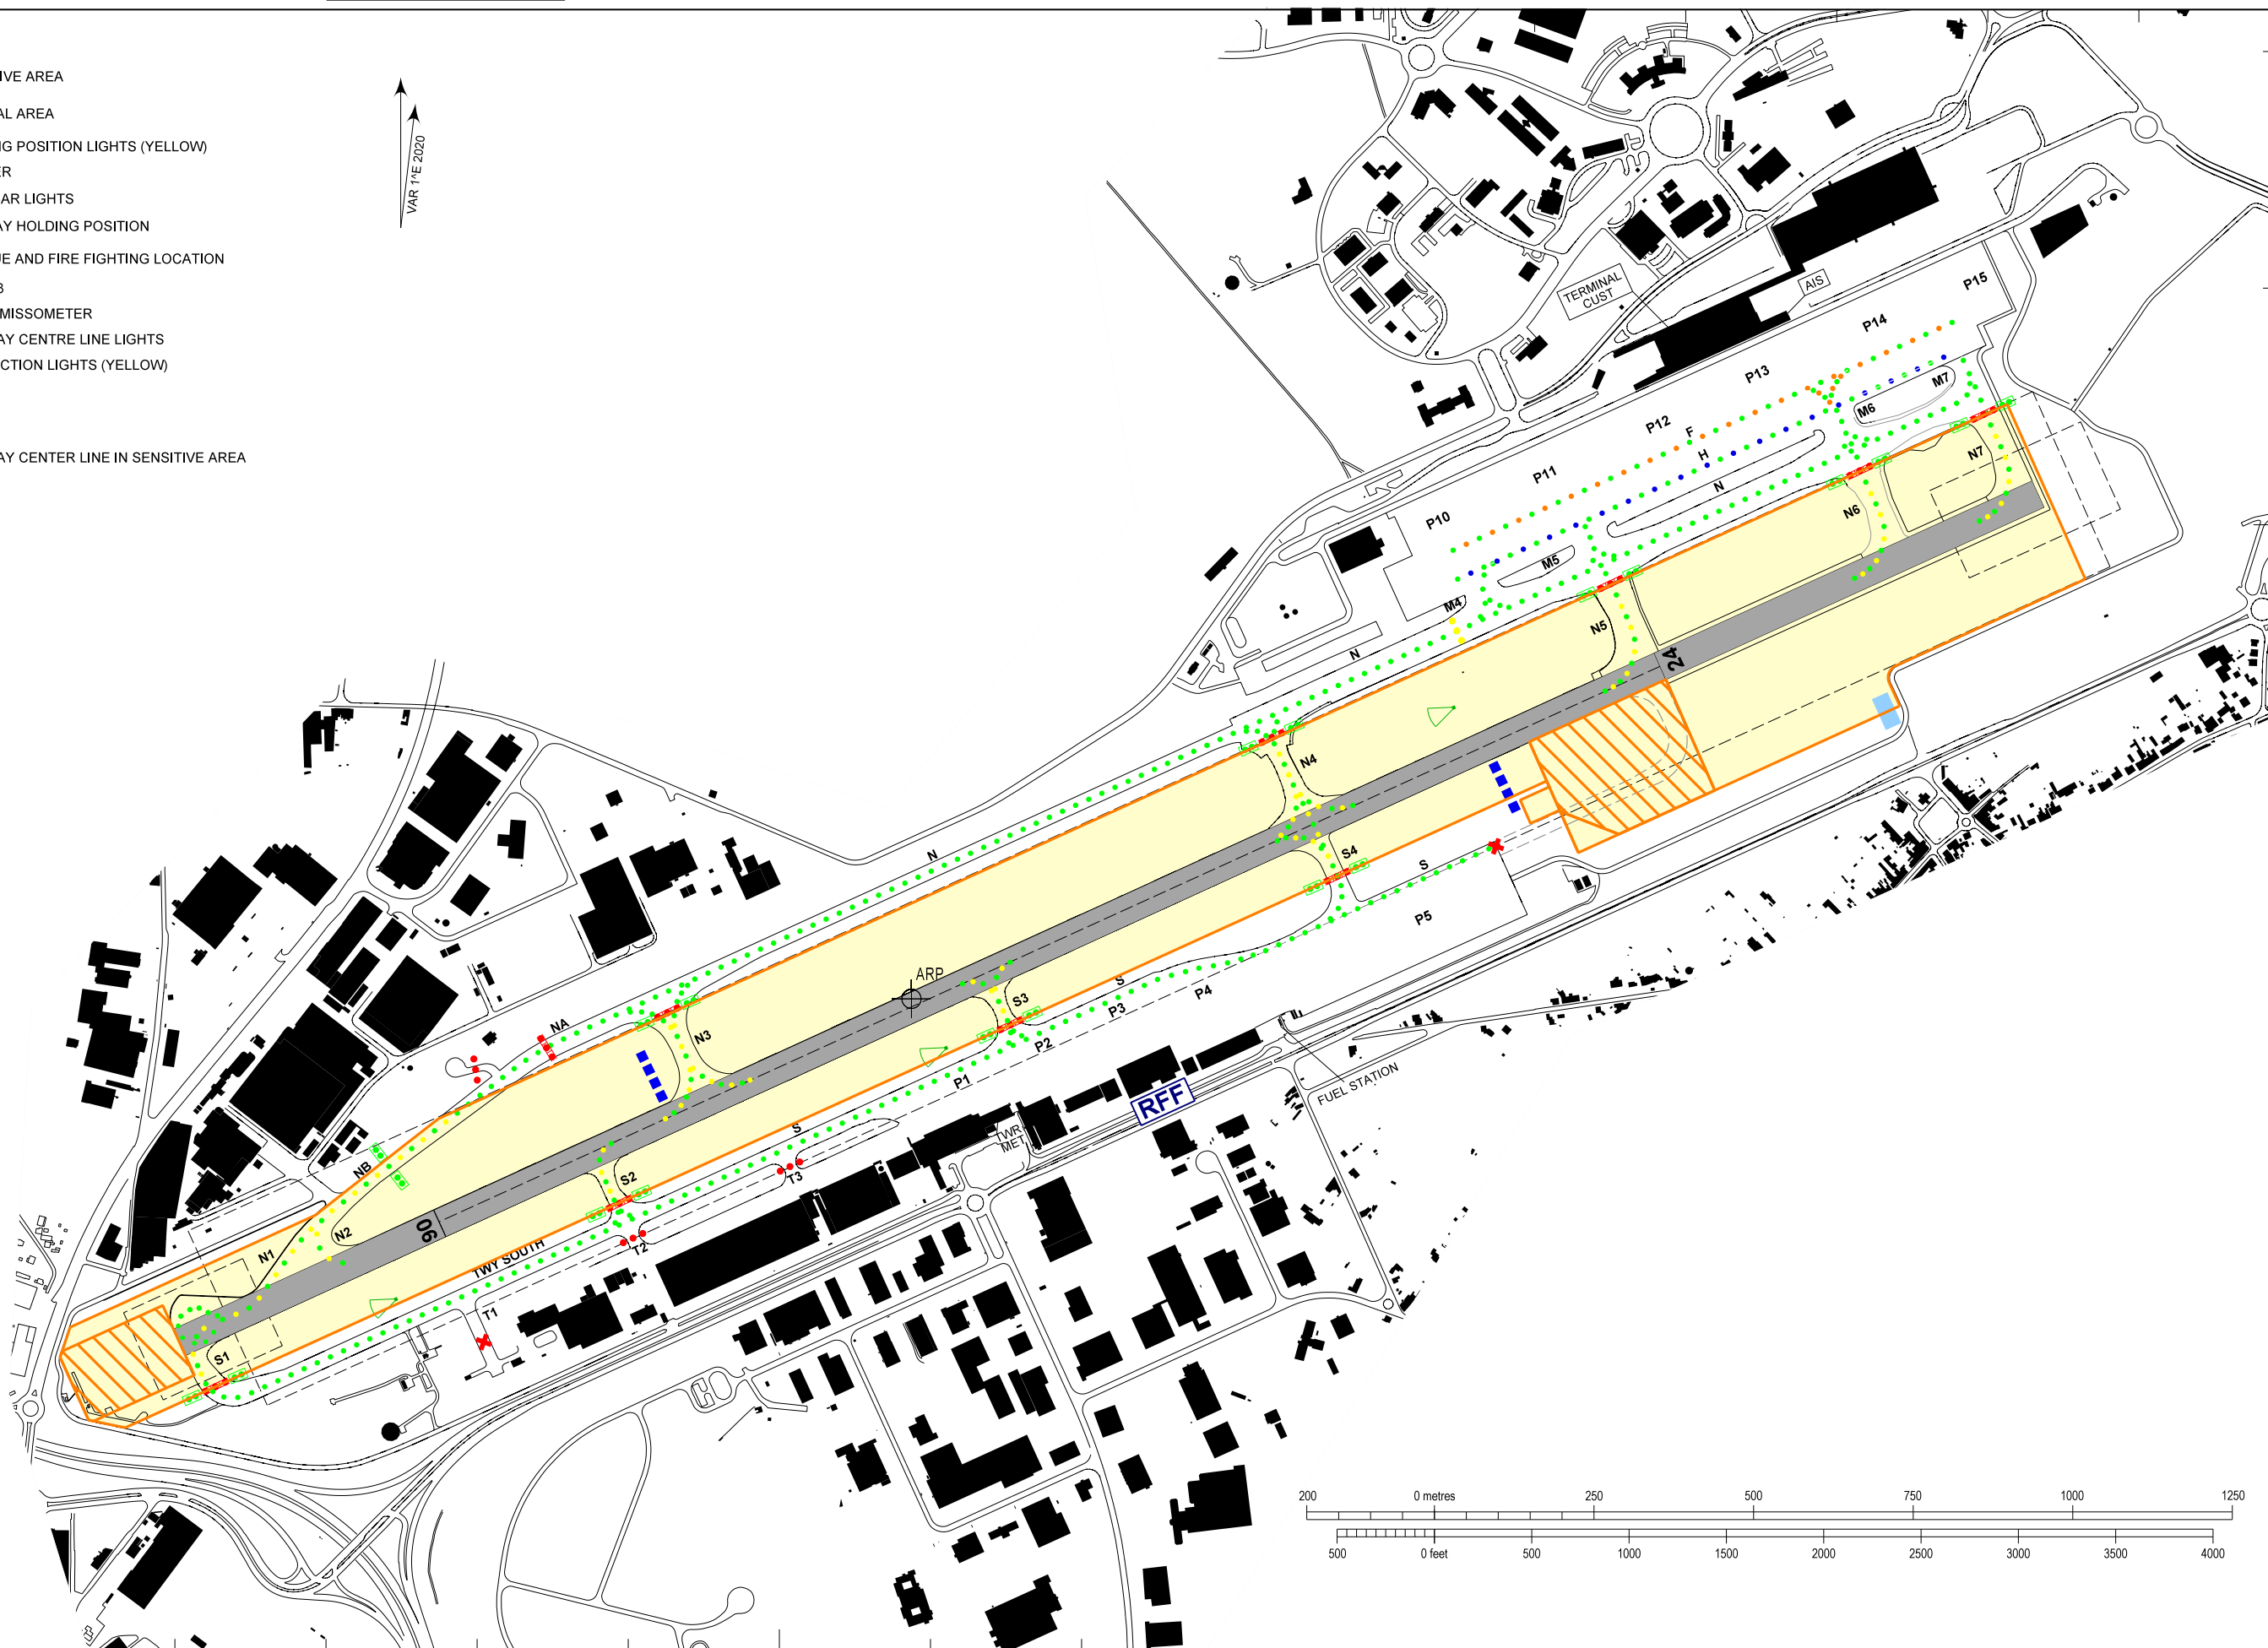 IVE AREA
AL AREA
NG POSITION LIGHTS (YELLOW)
ER
AR LIGHTS
AY HOLDING POSITION
UE AND FIRE FIGHTING LOCATION
B
MISSOMETER
AY CENTRE LINE LIGHTS
CTION LIGHTS (YELLOW)
AY CENTER LINE IN SENSITIVE AREA
VAR 1^E 2020
TERMINAL
CUST
AIS
P15
P14
P13
P12
P11
P10
F
H
N
M7
M6
M5
M4
N7
N6
N5
N
24
N4
S4
S
P5
N
ARP
S3
S
P4
P3
P2
P1
NA
N3
NB
N2
N1
06
S2
S
T3
T2
TWY SOUTH
T1
S1
RFF
TWR
MET
FUEL STATION
200 0 metres 250 500 750 1000 1250
500 0 feet 500 1000 1500 2000 2500 3000 3500 4000